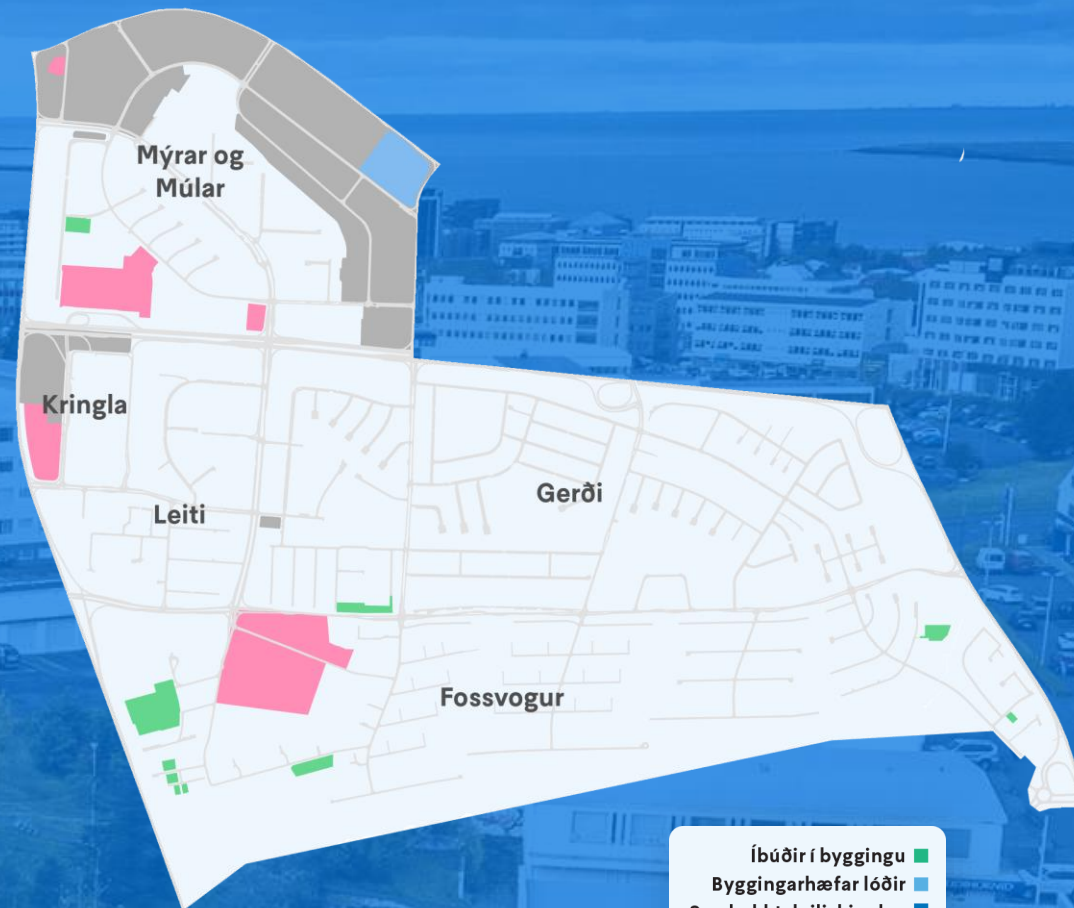 Mýrar og
Múlar
Kringla
Leiti
Gerði
Fossvogur
Íbúðir í byggingu
Byggingarhæfar lóðir